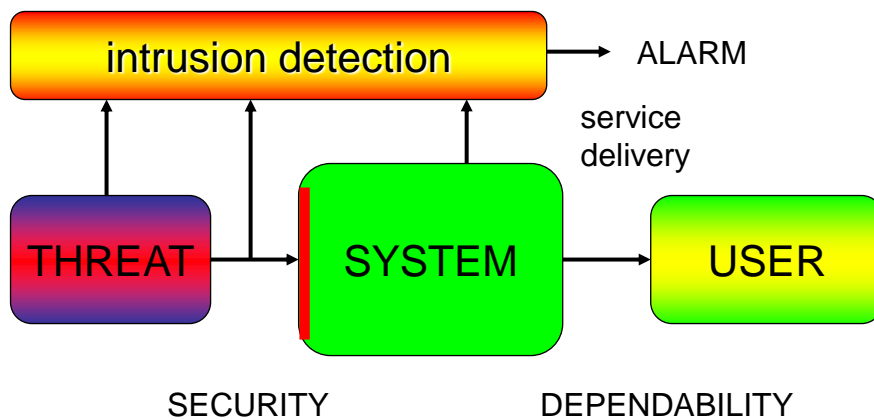 intrusion detection
ALARM
service
delivery
THREAT
SYSTEM
USER
SECURITY
DEPENDABILITY